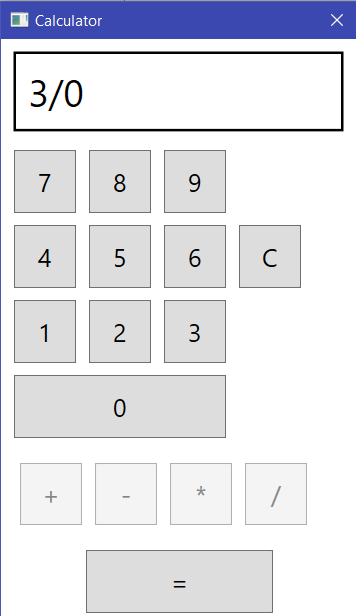 Calculator
3/0
7 8 9
4 5 6 C
1 2 3
0
+ - * /
=